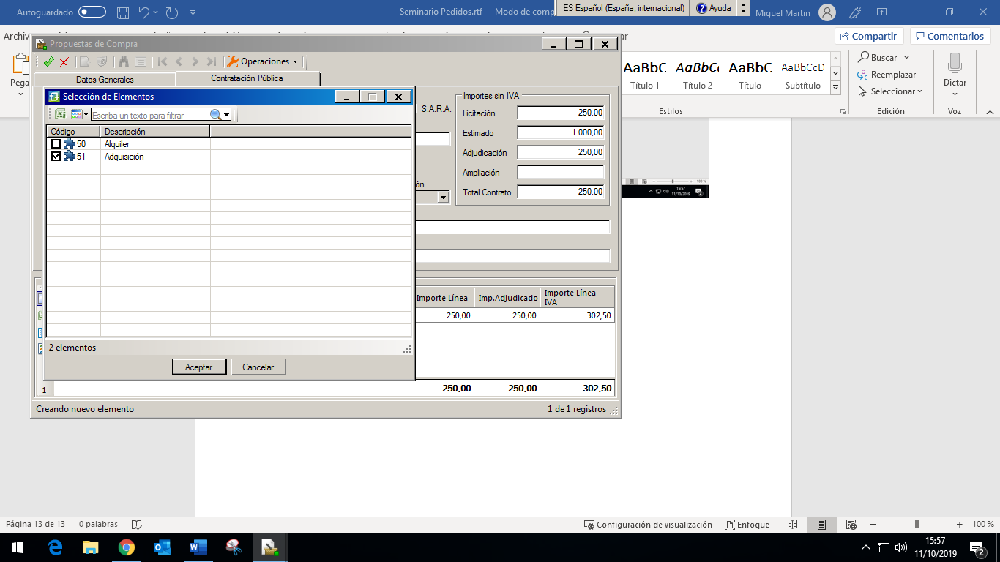 Autoguardado
Seminario Pedidos.rtf - Modo de comp
ES Español (España, internacional)
Ayuda
Miguel Martin
Archiv
Compartir
Comentarios
Propuestas de Compra
Operaciones
Datos Generales
Contratación Pública
Pega
Selección de Elementos
Escriba un texto para filtrar
Código Descripción
50 Alquiler
51 Adquisición
2 elementos
Aceptar
Cancelar
S.A.R.A.
ón
Importes sin IVA
Licitación 250,00
Estimado 1.000,00
Adjudicación 250,00
Ampliación
Total Contrato 250,00
Importe Línea Imp.Adjudicado Importe Línea IVA
250,00 250,00 302,50
1 250,00 250,00 302,50
Creando nuevo elemento
1 de 1 registros
AaBbC AaBbCc AaBbC AaBbCcD
Título 1 Título 2 Título Subtítulo
Estilos
Buscar
Reemplazar
Seleccionar
Edición
Dictar
Voz
100 %
15:57
11/10/2019
Página 13 de 13
0 palabras
Configuración de visualización
Enfoque
100 %
15:57
11/10/2019
2